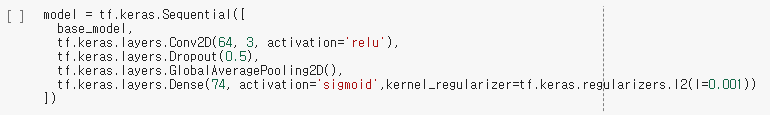 [ ] model = tf.keras.Sequential([
base_model,
tf.keras.layers.Conv2D(64, 3, activation='relu'),
tf.keras.layers.Dropout(0.5),
tf.keras.layers.GlobalAveragePooling2D(),
tf.keras.layers.Dense(74, activation='sigmoid',kernel_regularizer=tf.keras.regularizers.l2(l=0.001))
])